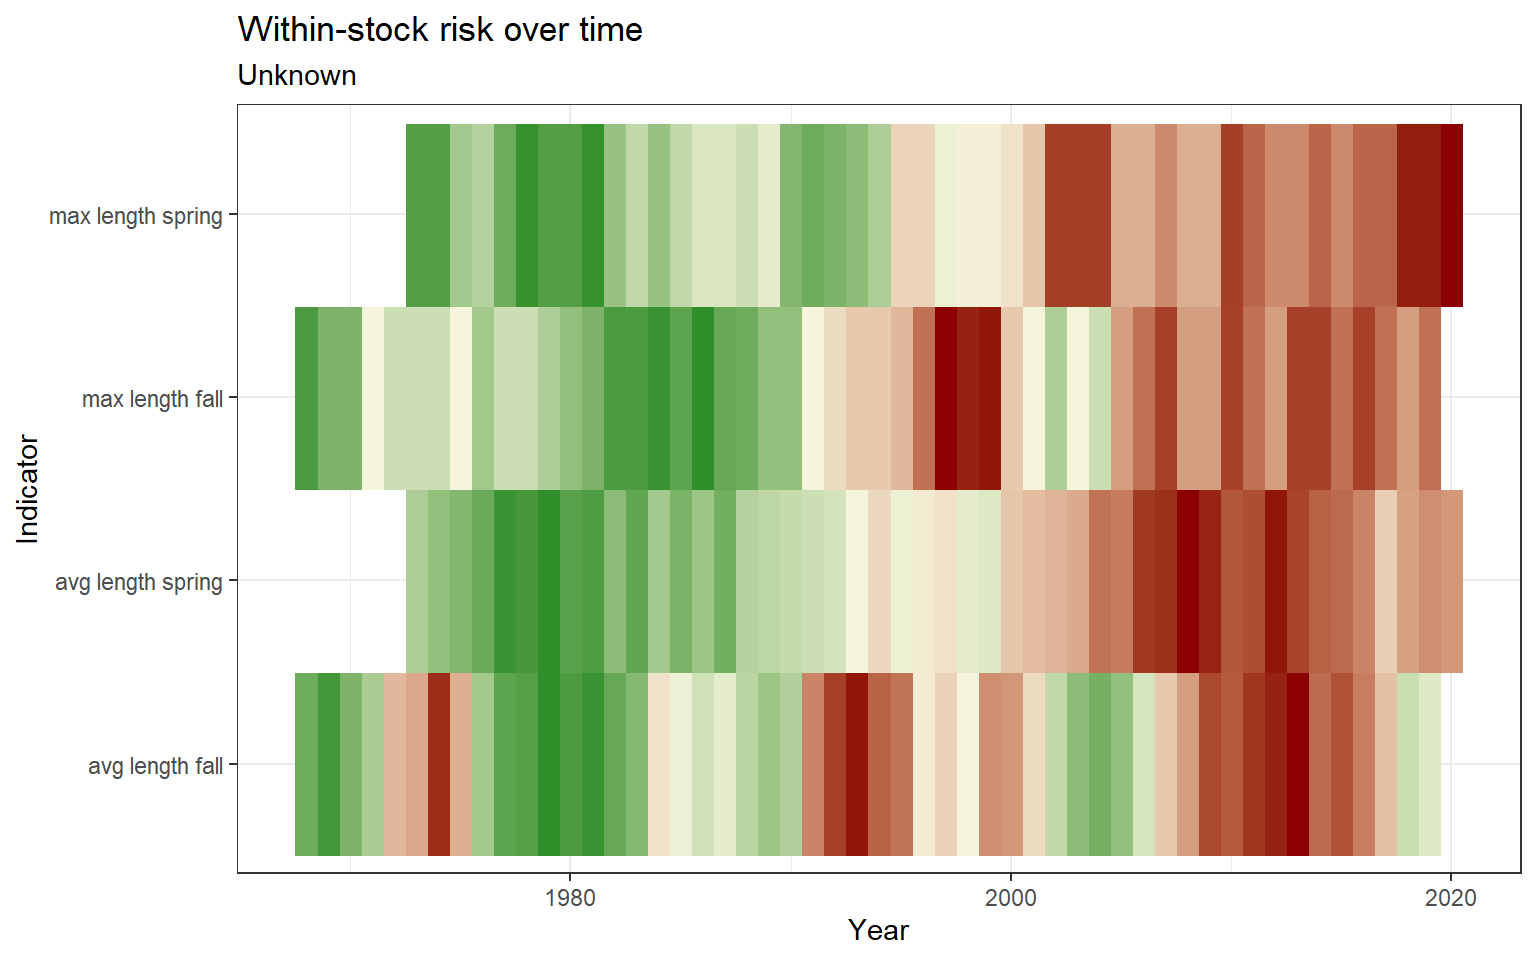 Within-stock risk over time
Unknown
Indicator
max length spring
max length fall
avg length spring
avg length fall
1980
2000
2020
Year